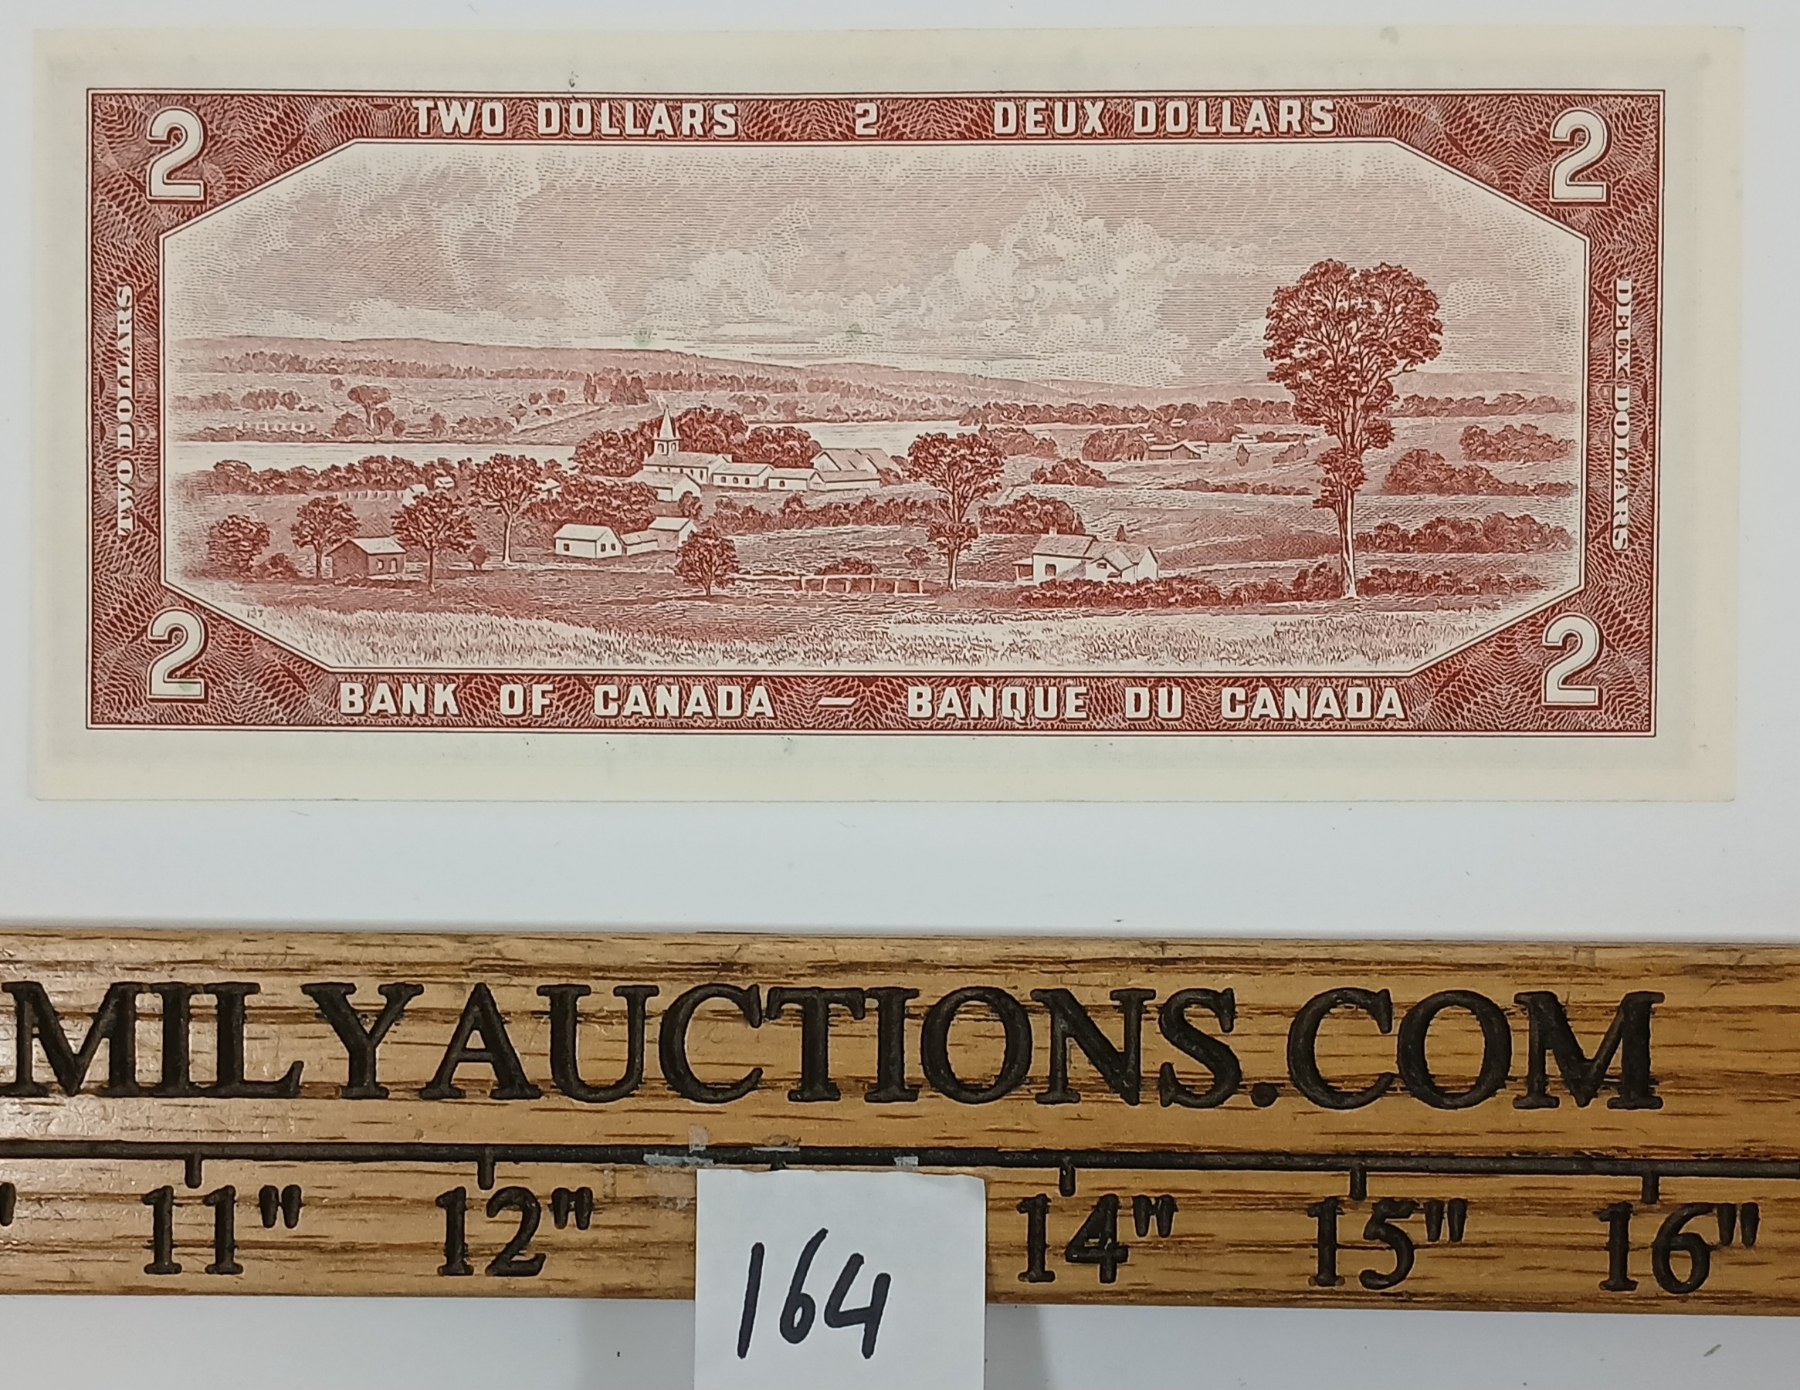 2 TWO DOLLARS 2 DEUX DOLLARS 2
TWO DOLLARS
DEUX DOLLARS
137
2 BANK OF CANADA — BANQUE DU CANADA 2
MILYAUCTIONS.COM
" 11" 12" 14" 15" 16"
164